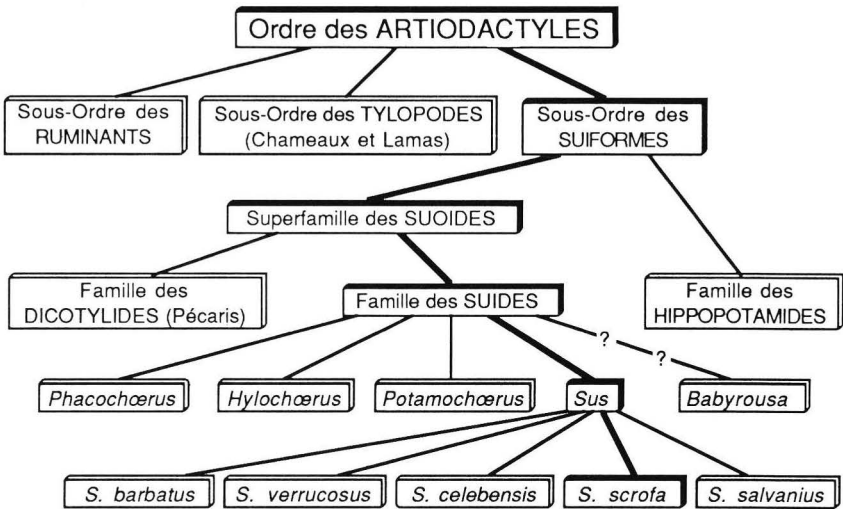 Ordre des ARTIODACTYLES
Sous-Ordre des
RUMINANTS
Sous-Ordre des TYLOPODES
(Chameaux et Lamas)
Sous-Ordre des
SUIFORMES
Superfamille des SUOIDES
Famille des
DICOTYLIDES (Pécaris)
Famille des SUIDES
Famille des
HIPPOPOTAMIDES
?
?
Phacochœrus
Hylochœrus
Potamochœrus
Sus
Babyrousa
S. barbatus
S. verrucosus
S. celebensis
S. scrofa
S. salvanius